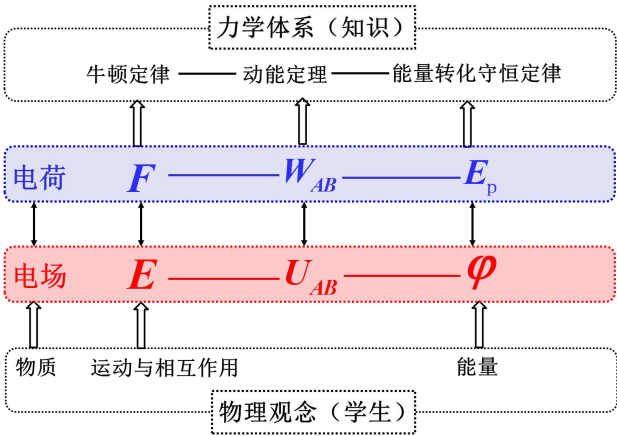 力学体系（知识）
牛顿定律 动能定理 能量转化守恒定律
电荷 F W_AB E_p
电场 E U_AB φ
物质 运动与相互作用 能量
物理观念（学生）